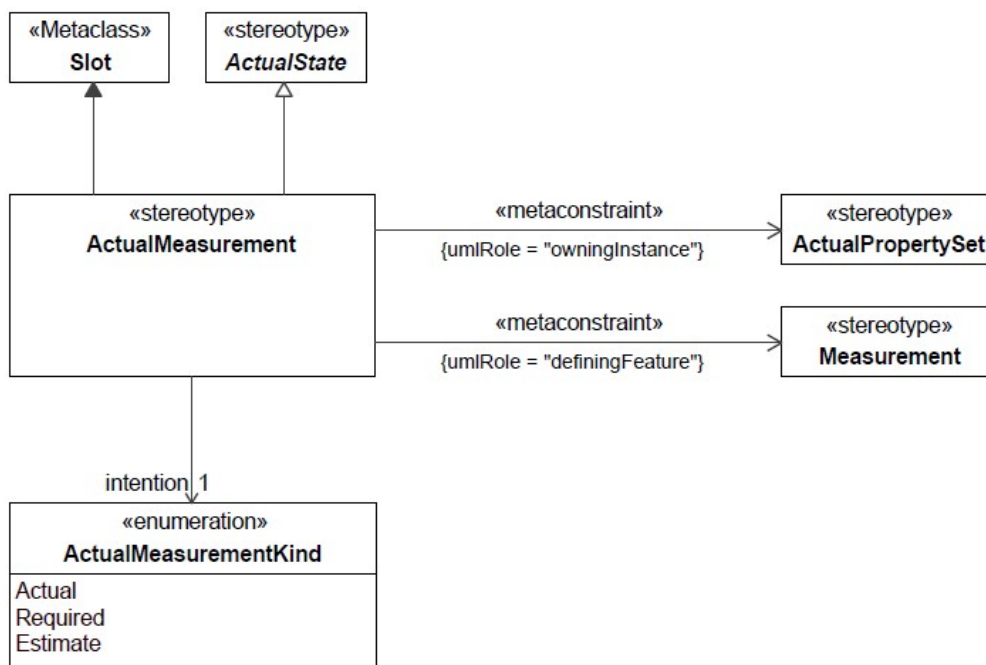 «Metaclass»
Slot
«stereotype»
ActualState
«stereotype»
ActualMeasurement
«metaconstraint»
{umlRole = "owningInstance"}
«stereotype»
ActualPropertySet
«metaconstraint»
{umlRole = "definingFeature"}
«stereotype»
Measurement
intention 1
«enumeration»
ActualMeasurementKind
Actual
Required
Estimate